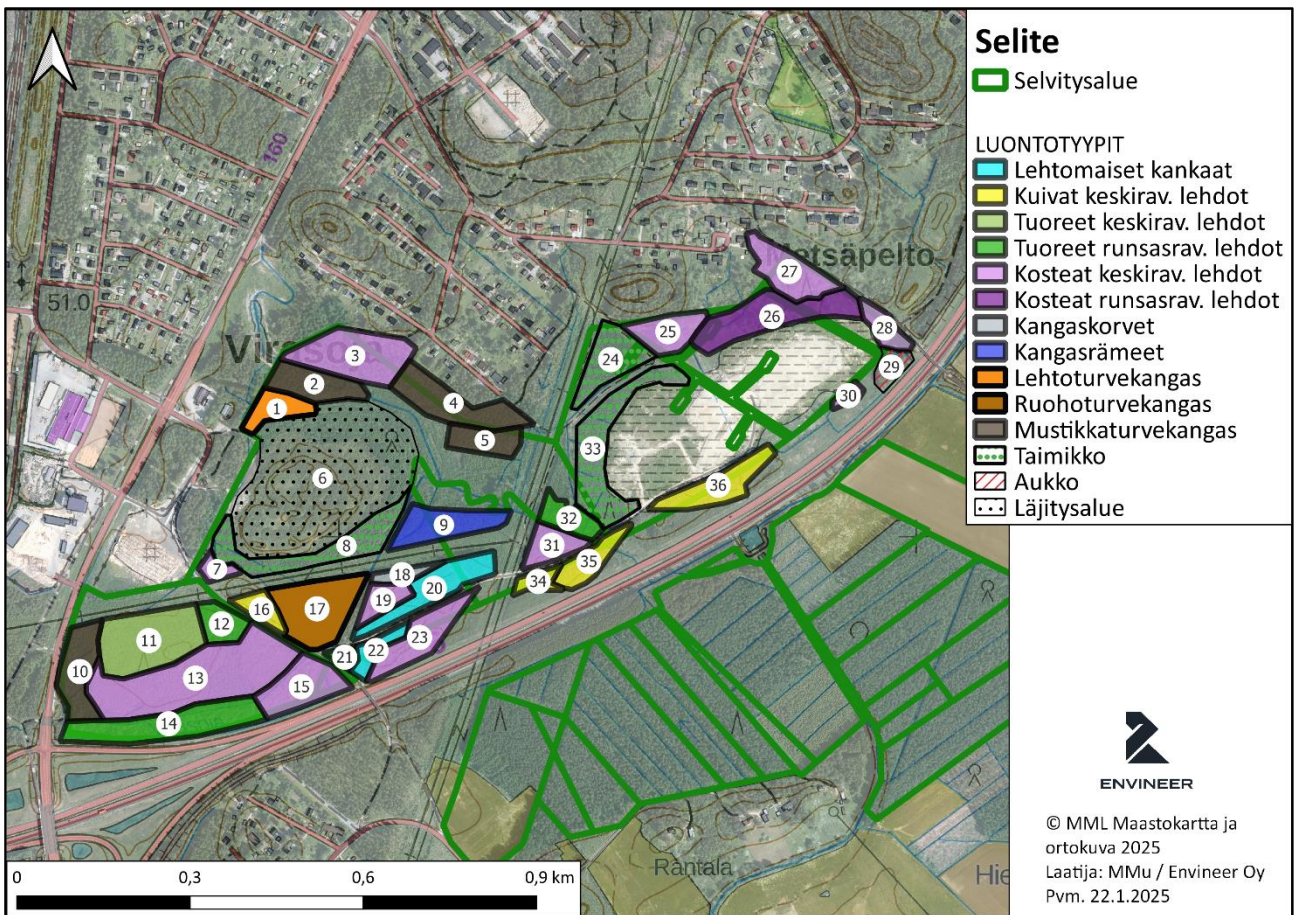 Selite
Selvitysalue
LUONTOTYYPIT
Lehtomaiset kankaat
Kuivat keskirav. lehdot
Tuoreet keskirav. lehdot
Tuoreet runsasrav. lehdot
Kosteat keskirav. lehdot
Kosteat runsasrav. lehdot
Kangaskorvet
Kangasrämeet
Lehtoturvekangas
Ruohoturvekangas
Mustikkaturvekangas
Taimikko
Aukko
Läjitysalue
160
51.0
27
26
28
25
24
29
30
3
2
4
1
5
33
6
36
9
32
8
31
35
7
34
18
20
16
17
19
12
11
23
21
22
10
13
15
14
Räntälä
Hie
ENVINEER
© MML Maastokartta ja
ortokuva 2025
Laatija: MMu / Envineer Oy
Pvm. 22.1.2025
0 0,3 0,6 0,9 km